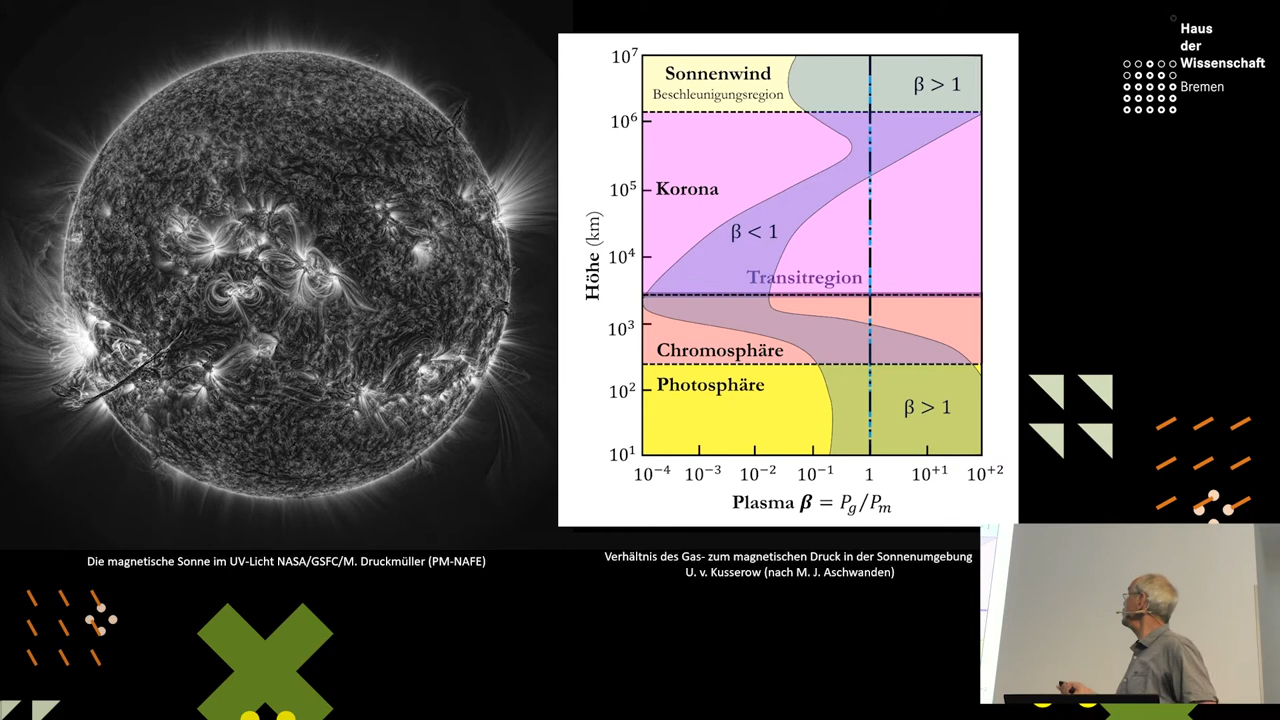 Haus
der
Wissenschaft
Bremen
10⁷
10⁶
10⁵
10⁴
10³
10²
10¹
Höhe (km)
Sonnenwind
Beschleunigungsregion
β > 1
Korona
β < 1
Transitregion
Chromosphäre
Photosphäre
β > 1
10⁻⁴ 10⁻³ 10⁻² 10⁻¹ 1 10⁺¹ 10⁺²
Plasma β = Pg/Pm
Die magnetische Sonne im UV-Licht NASA/GSFC/M. Druckmüller (PM-NAFE)
Verhältnis des Gas- zum magnetischen Druck in der Sonnenumgebung
U. v. Kusserow (nach M. J. Aschwanden)